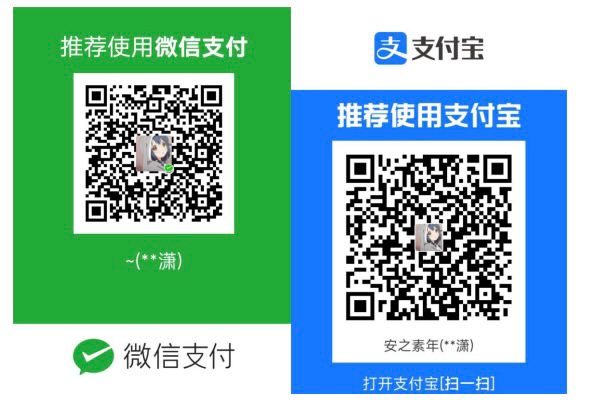 推荐使用微信支付
~(**潇)
微信支付
支付宝
推荐使用支付宝
安之素年(**潇)
打开支付宝[扫一扫]